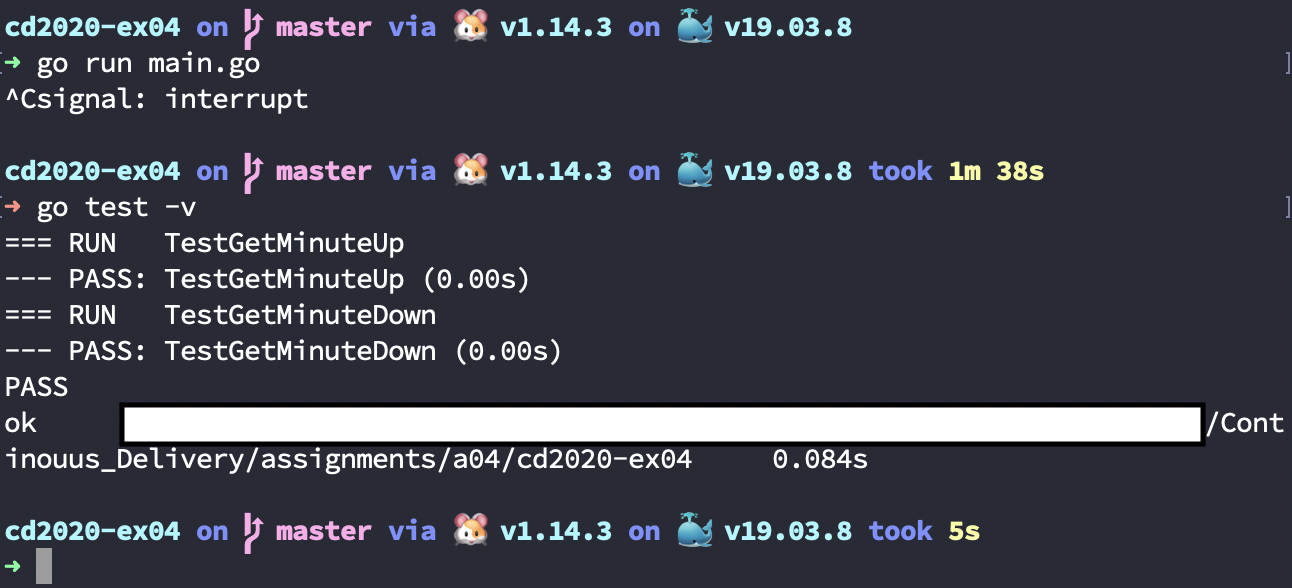 cd2020-ex04 on master via 🐹 v1.14.3 on 🐳 v19.03.8
➜ go run main.go
^Csignal: interrupt
cd2020-ex04 on master via 🐹 v1.14.3 on 🐳 v19.03.8 took 1m 38s
➜ go test -v
=== RUN   TestGetMinuteUp
--- PASS: TestGetMinuteUp (0.00s)
=== RUN   TestGetMinuteDown
--- PASS: TestGetMinuteDown (0.00s)
PASS
ok /Cont
inouus_Delivery/assignments/a04/cd2020-ex04     0.084s
cd2020-ex04 on master via 🐹 v1.14.3 on 🐳 v19.03.8 took 5s
➜